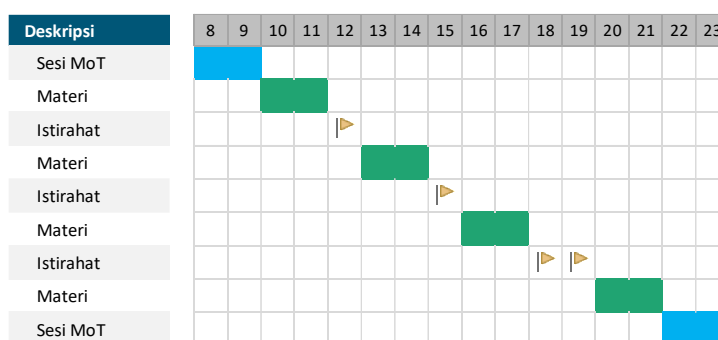 Deskripsi 8 9 10 11 12 13 14 15 16 17 18 19 20 21 22 23
Sesi MoT
Materi
Istirahat
Materi
Istirahat
Materi
Istirahat
Materi
Sesi MoT